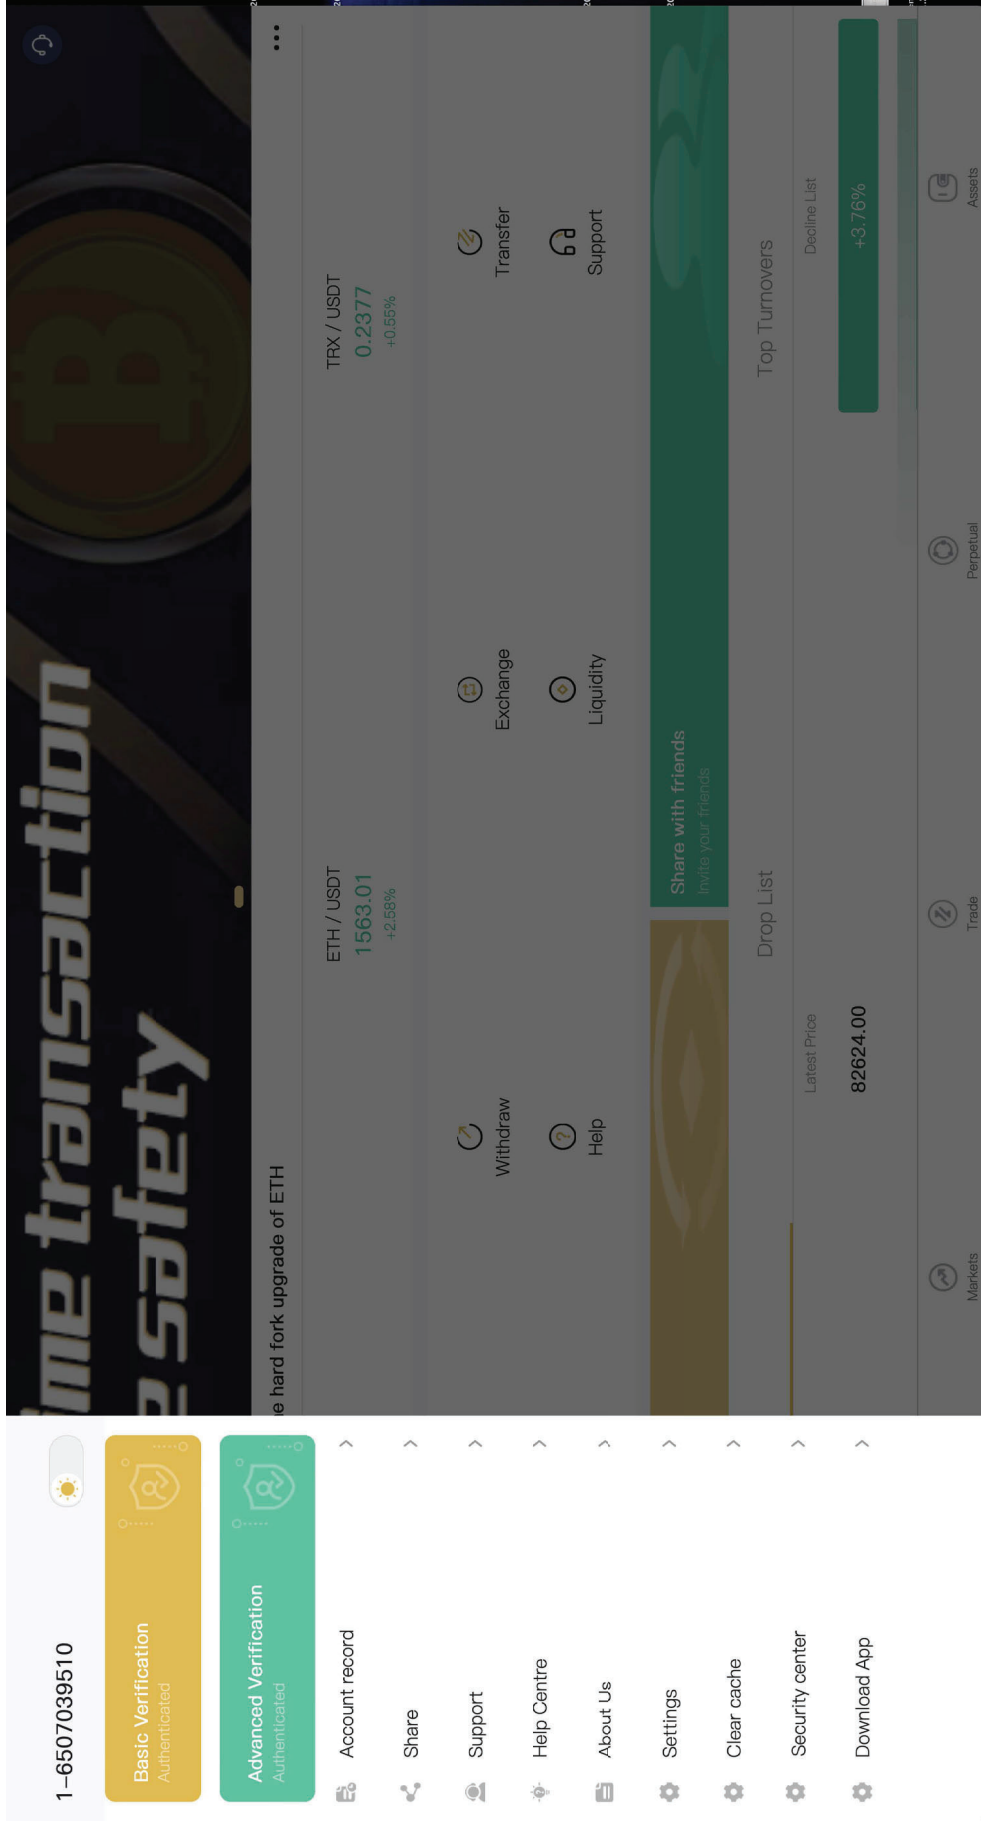 1-6507039510
Basic Verification
Authenticated
Advanced Verification
Authenticated
Account record
Share
Support
Help Centre
About Us
Settings
Clear cache
Security center
Download App
ime transaction
e safety
e hard fork upgrade of ETH
ETH / USDT
1563.01
+2.58%
TRX / USDT
0.2377
+0.55%
Withdraw
Exchange
Transfer
Help
Liquidity
Support
Share with friends
Invite your friends
Drop List
Top Turnovers
Latest Price
Decline List
82624.00
+3.76%
Markets
Trade
Perpetual
Assets